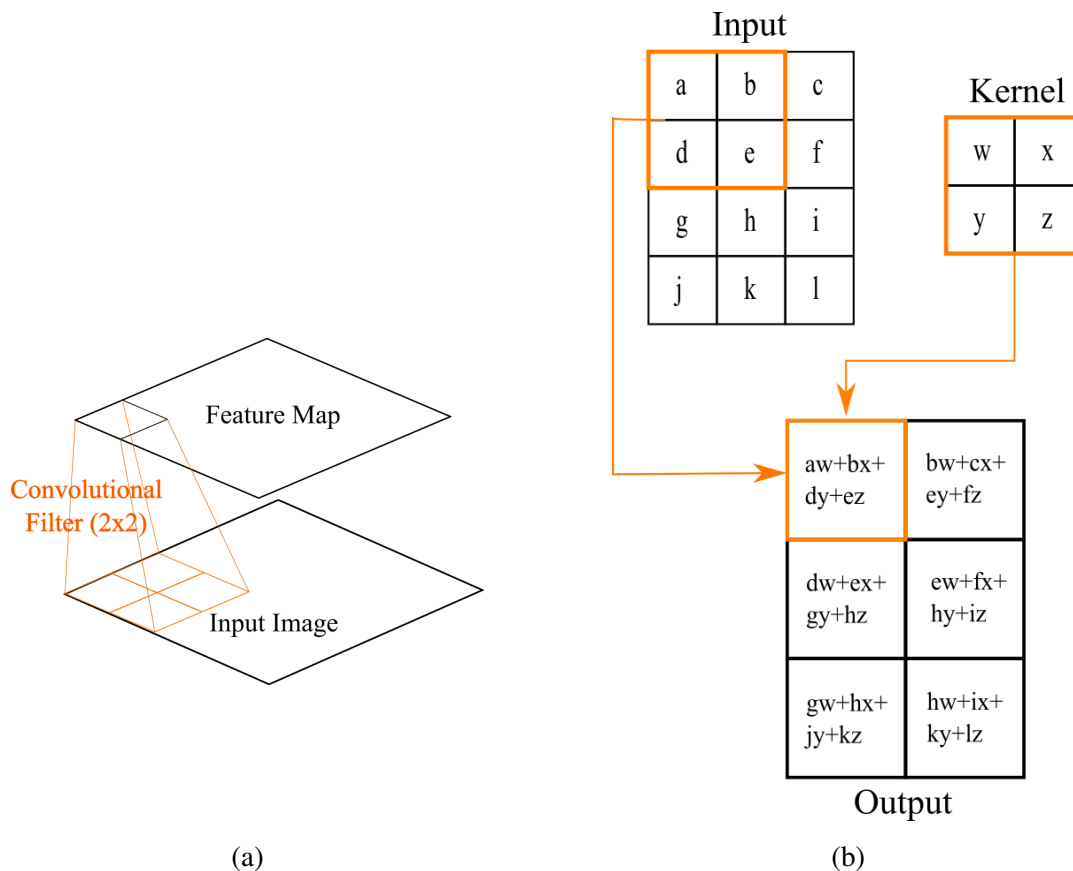 Feature Map
Convolutional
Filter (2x2)
Input Image
(a)
Input
a b c
d e f
g h i
j k l
Kernel
w x
y z
aw+bx+
dy+ez
bw+cx+
ey+fz
dw+ex+
gy+hz
ew+fx+
hy+iz
gw+hx+
jy+kz
hw+ix+
ky+lz
Output
(b)